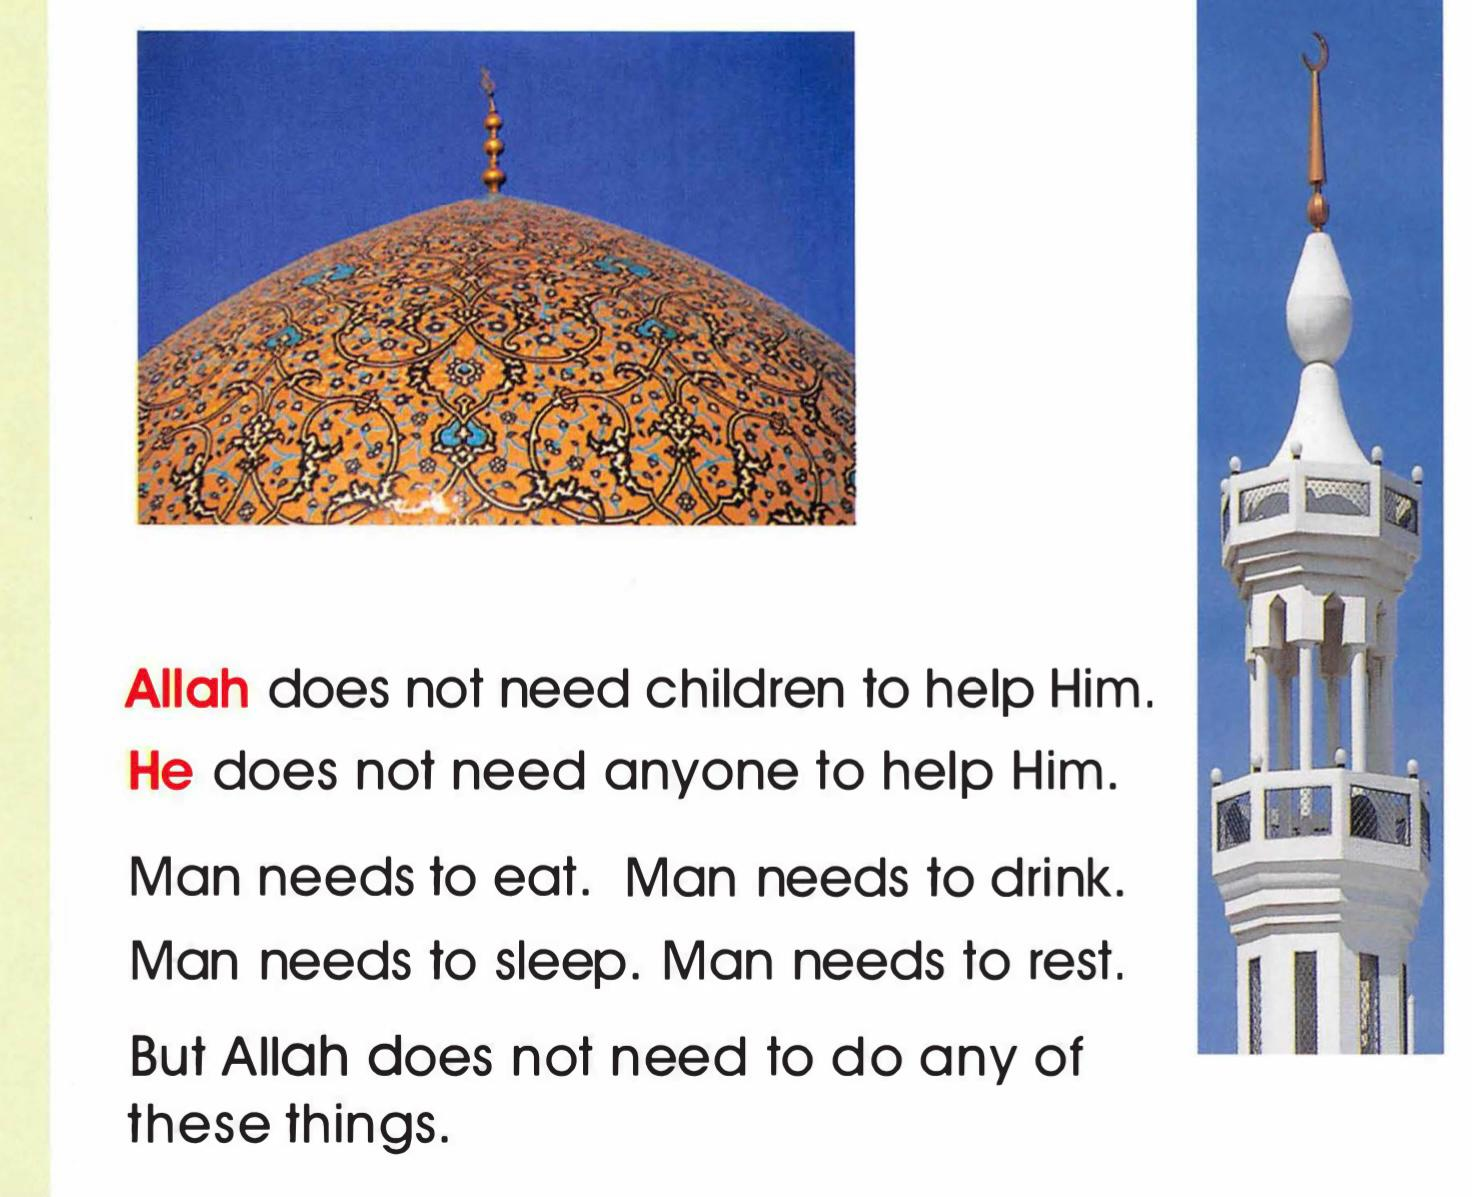 Allah does not need children to help Him.
He does not need anyone to help Him.
Man needs to eat. Man needs to drink.
Man needs to sleep. Man needs to rest.
But Allah does not need to do any of
these things.